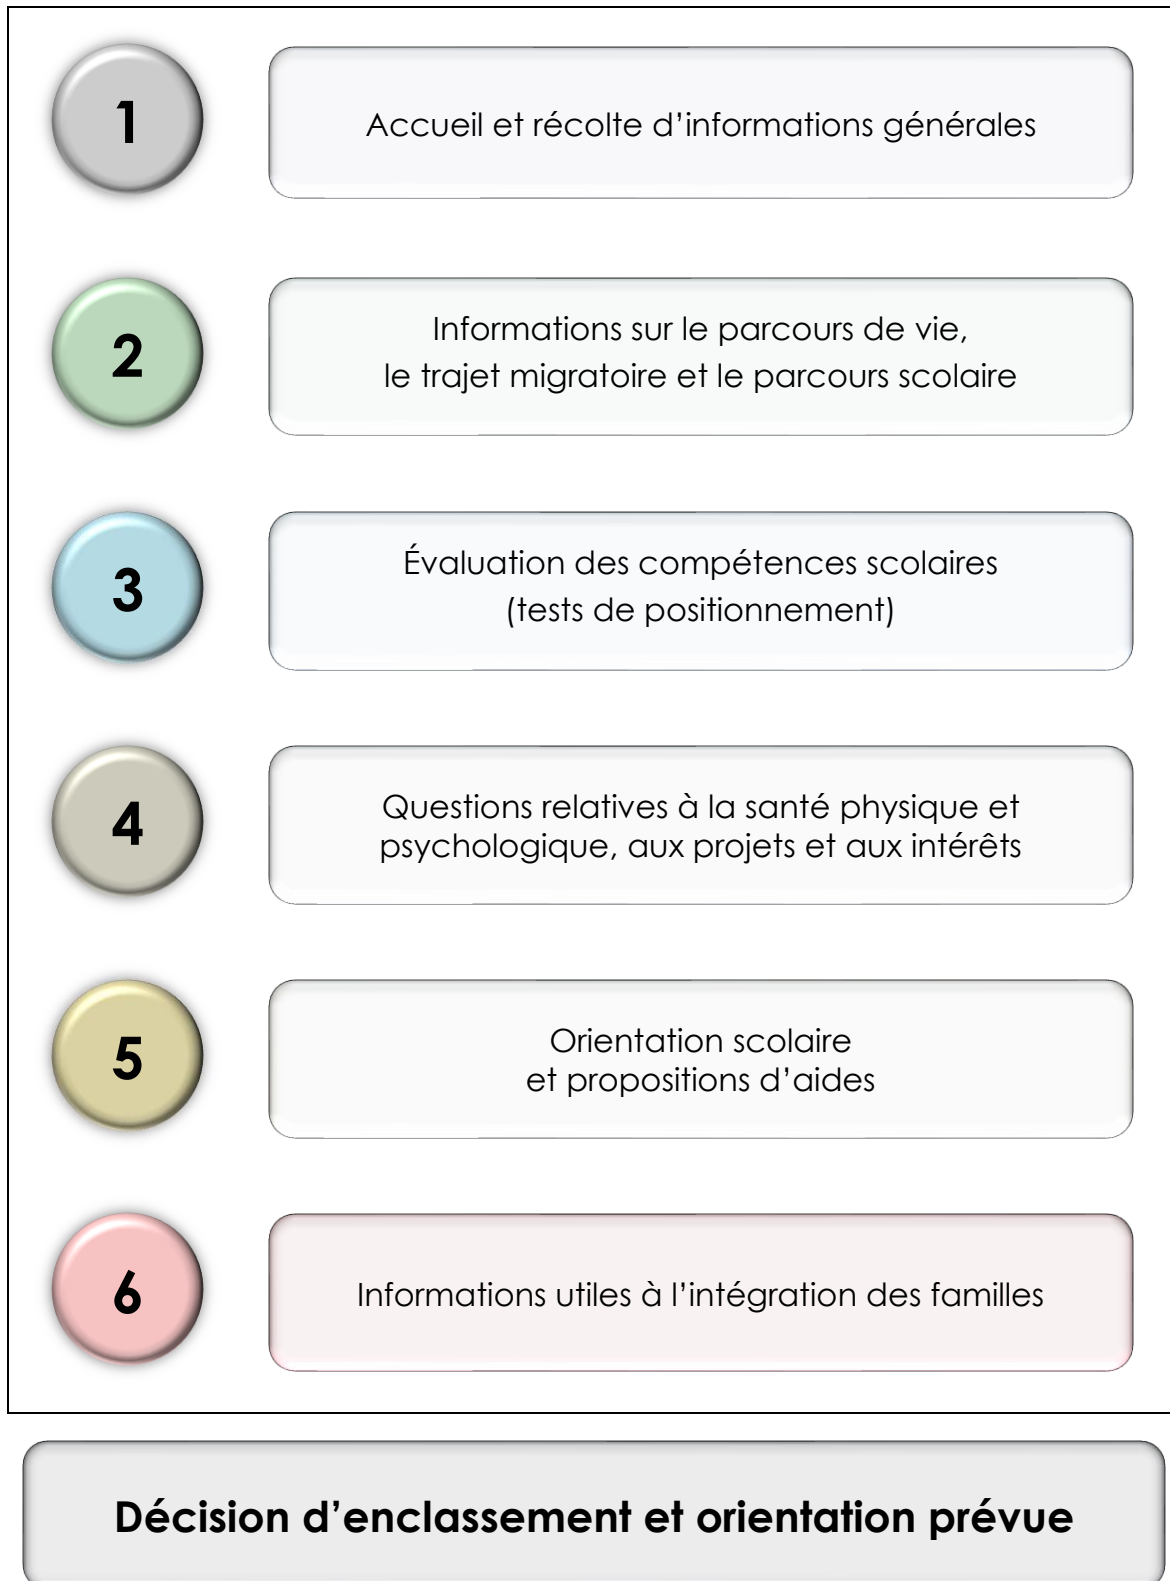 1
Accueil et récolte d’informations générales
2
Informations sur le parcours de vie,
le trajet migratoire et le parcours scolaire
3
Évaluation des compétences scolaires
(tests de positionnement)
4
Questions relatives à la santé physique et
psychologique, aux projets et aux intérêts
5
Orientation scolaire
et propositions d’aides
6
Informations utiles à l’intégration des familles
Décision d’enclassement et orientation prévue